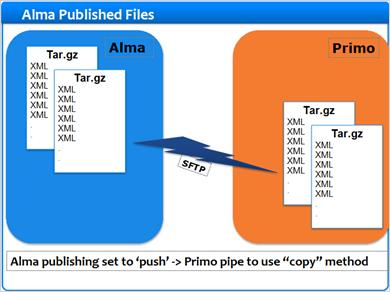 Alma Published Files
Alma
Tar.gz
XML
XML
XML
XML
XML
XML
.
.
Tar.gz
XML
XML
XML
XML
XML
XML
.
.
SFTP
Primo
Tar.gz
XML
XML
XML
XML
XML
XML
.
.
Tar.gz
XML
XML
XML
XML
XML
XML
.
.
Alma publishing set to ‘push’ -> Primo pipe to use “copy” method